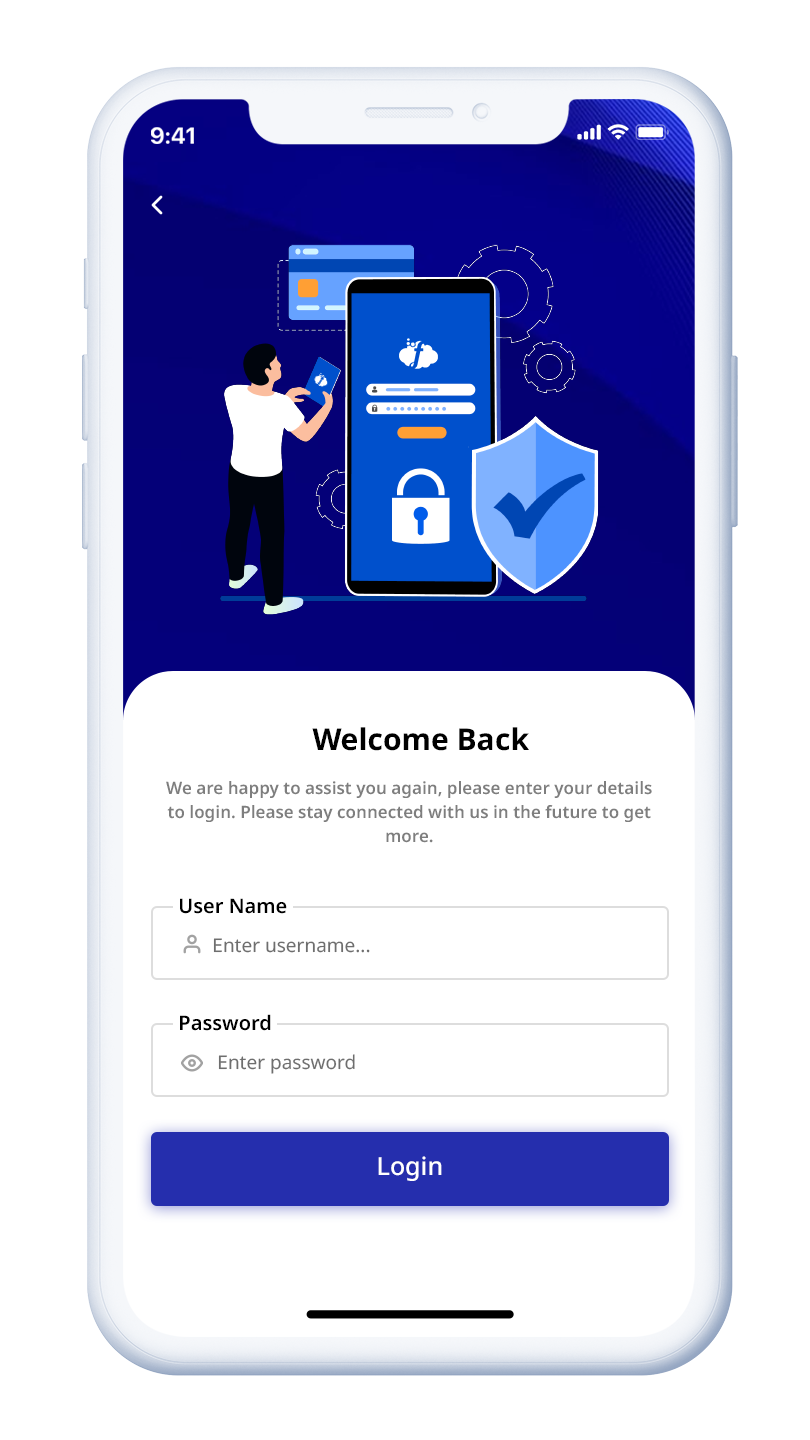 9:41
Welcome Back
We are happy to assist you again, please enter your details
to login. Please stay connected with us in the future to get
more.
User Name
Enter username...
Password
Enter password
Login